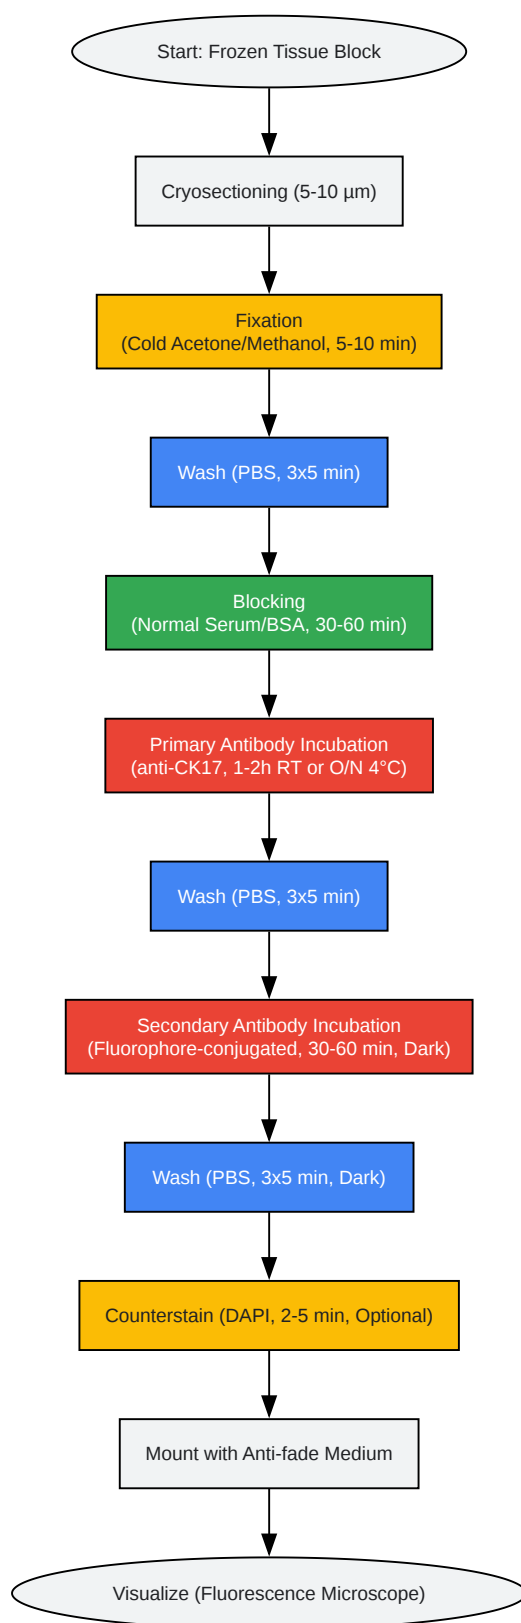 Start: Frozen Tissue Block
Cryosectioning (5-10 µm)
Fixation
(Cold Acetone/Methanol, 5-10 min)
Wash (PBS, 3x5 min)
Blocking
(Normal Serum/BSA, 30-60 min)
Primary Antibody Incubation
(anti-CK17, 1-2h RT or O/N 4°C)
Wash (PBS, 3x5 min)
Secondary Antibody Incubation
(Fluorophore-conjugated, 30-60 min, Dark)
Wash (PBS, 3x5 min, Dark)
Counterstain (DAPI, 2-5 min, Optional)
Mount with Anti-fade Medium
Visualize (Fluorescence Microscope)